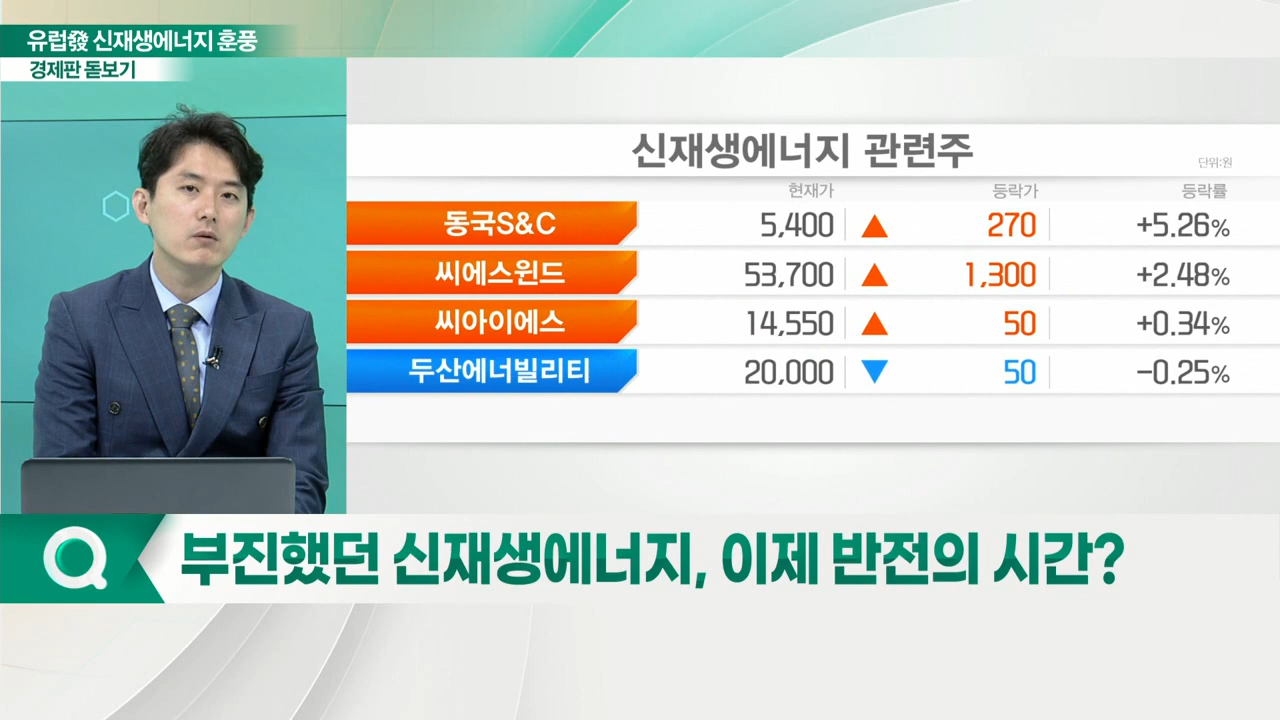 유럽發 신재생에너지 훈풍
경제판 돋보기
신재생에너지 관련주
단위:원
현재가 등락가 등락률
동국S&C 5,400 ▲ 270 +5.26%
씨에스윈드 53,700 ▲ 1,300 +2.48%
씨아이에스 14,550 ▲ 50 +0.34%
두산에너빌리티 20,000 ▼ 50 -0.25%
Q 부진했던 신재생에너지, 이제 반전의 시간?